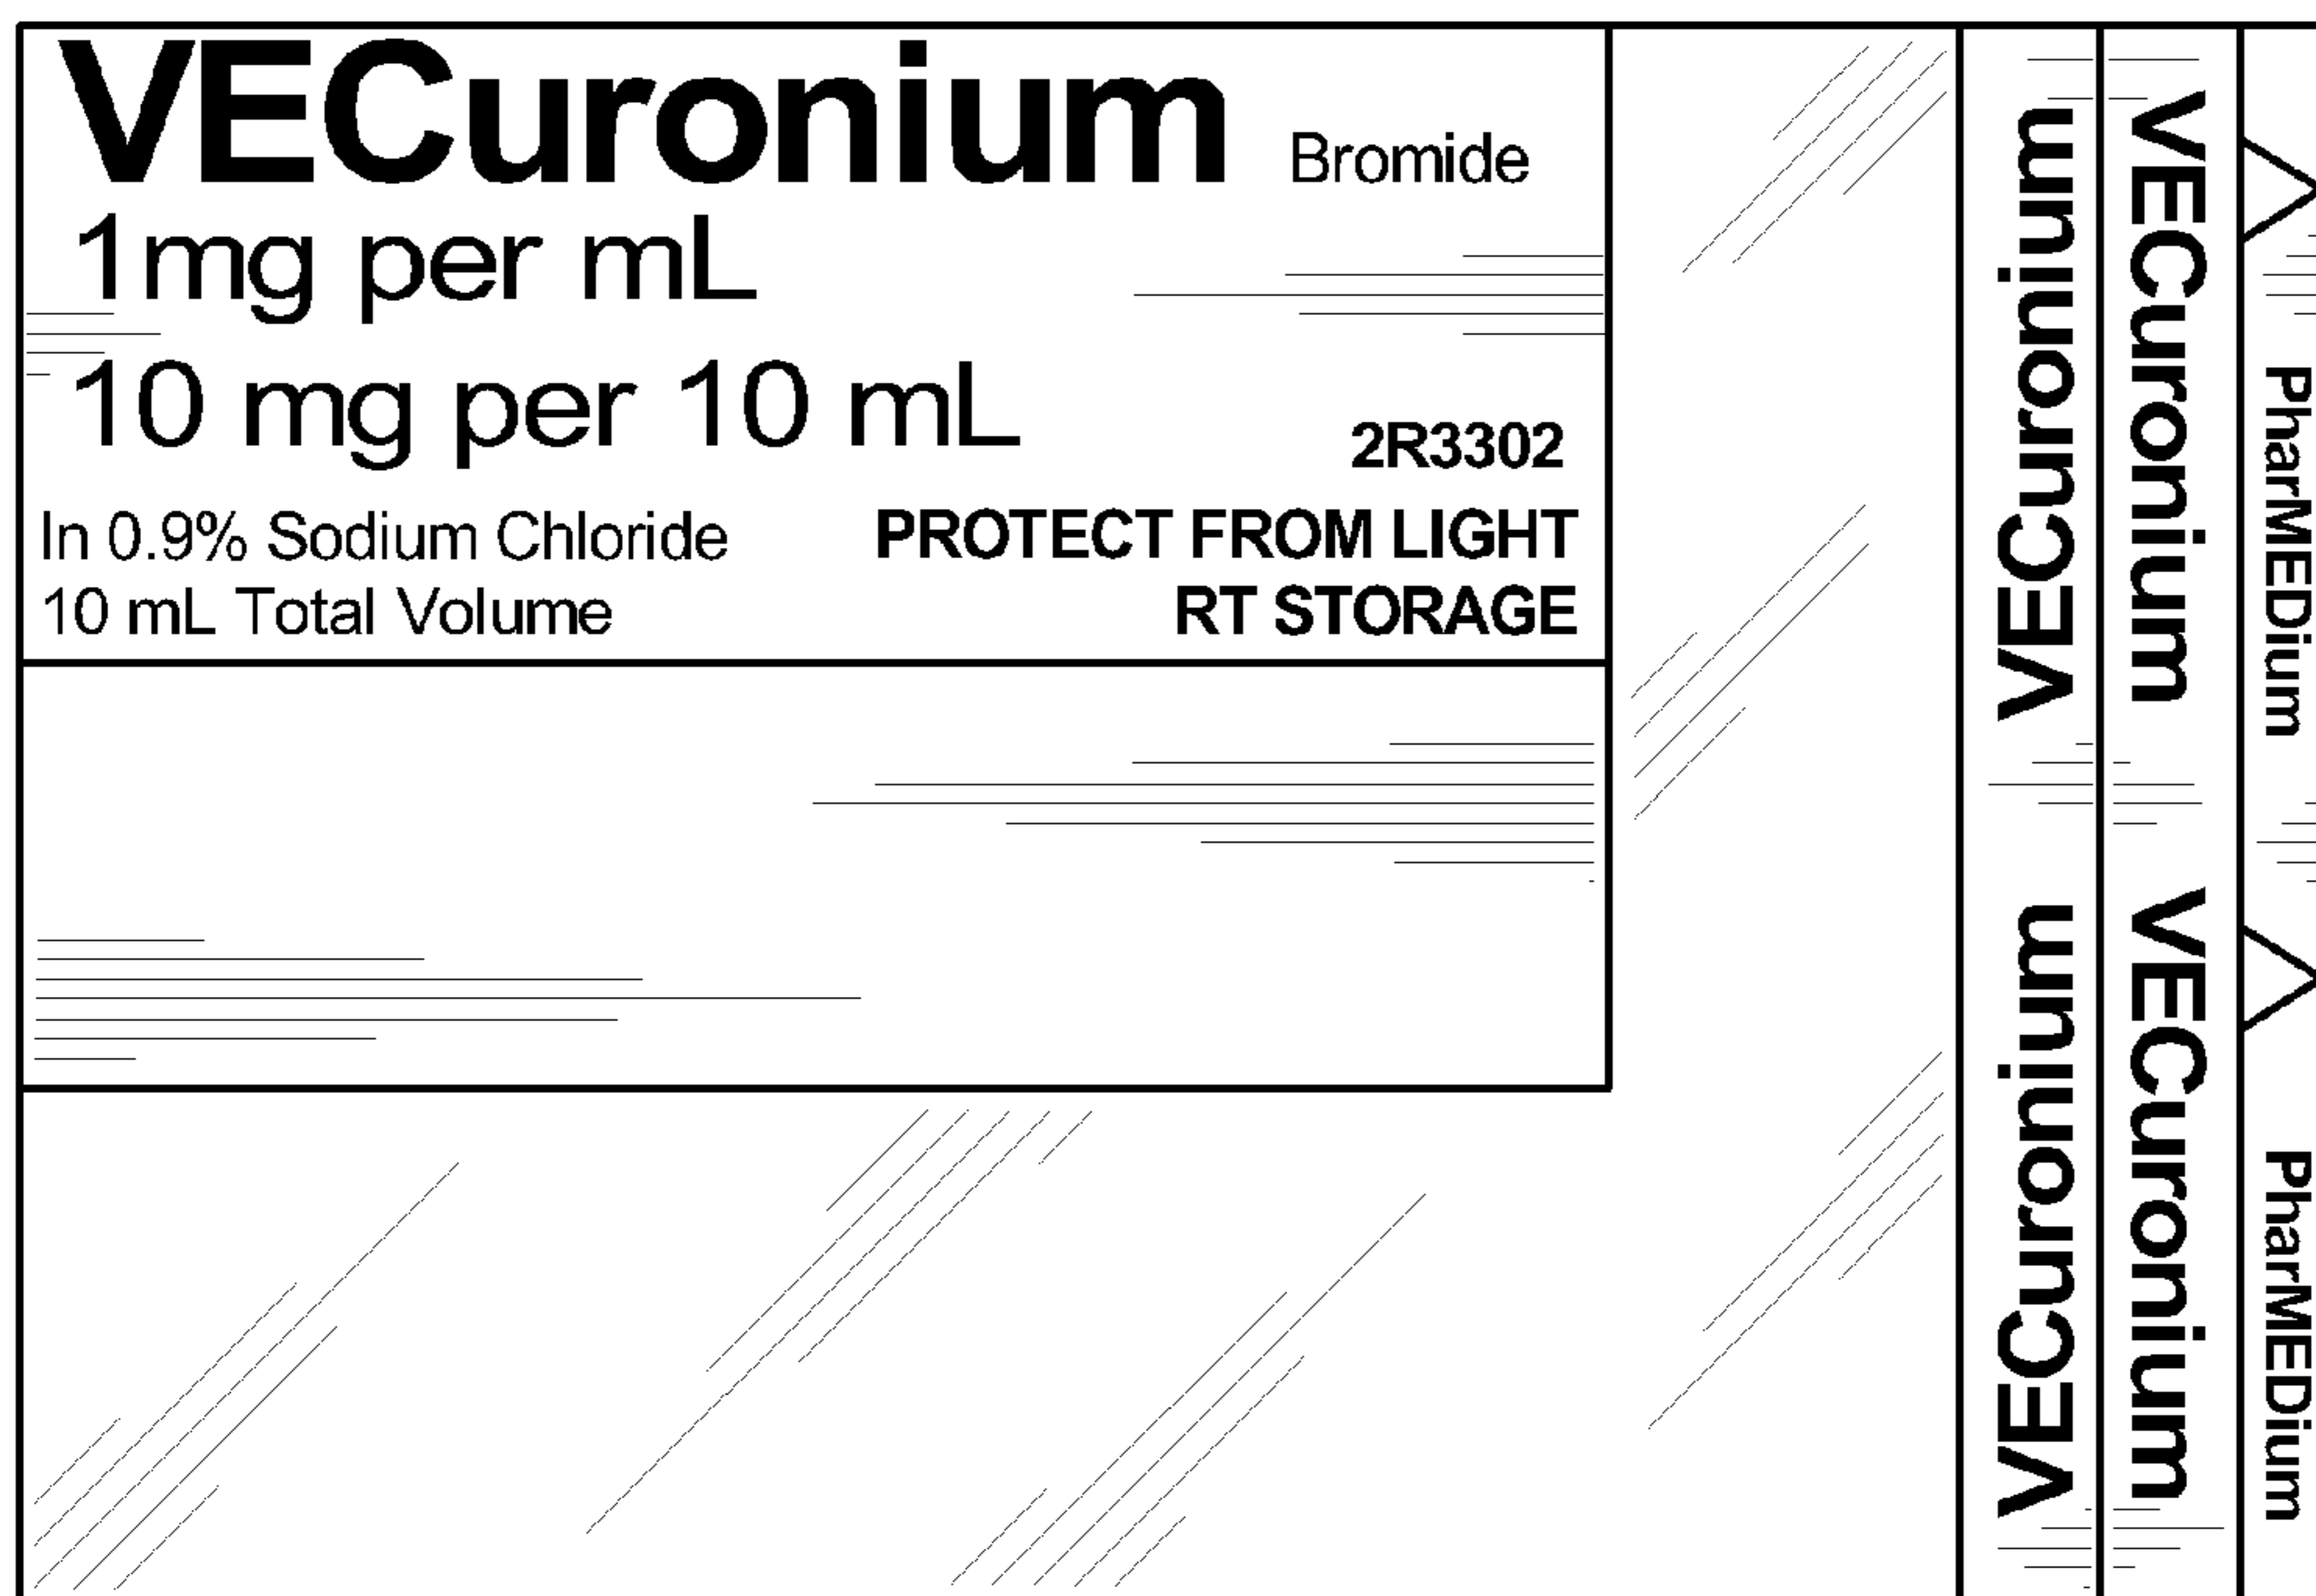 VECuronium Bromide
1mg per mL
10 mg per 10 mL
2R3302
In 0.9% Sodium Chloride
PROTECT FROM LIGHT
10 mL Total Volume
RT STORAGE
VECuronium
VECuronium
VECuronium
VECuronium
PharMEDium
PharMEDium